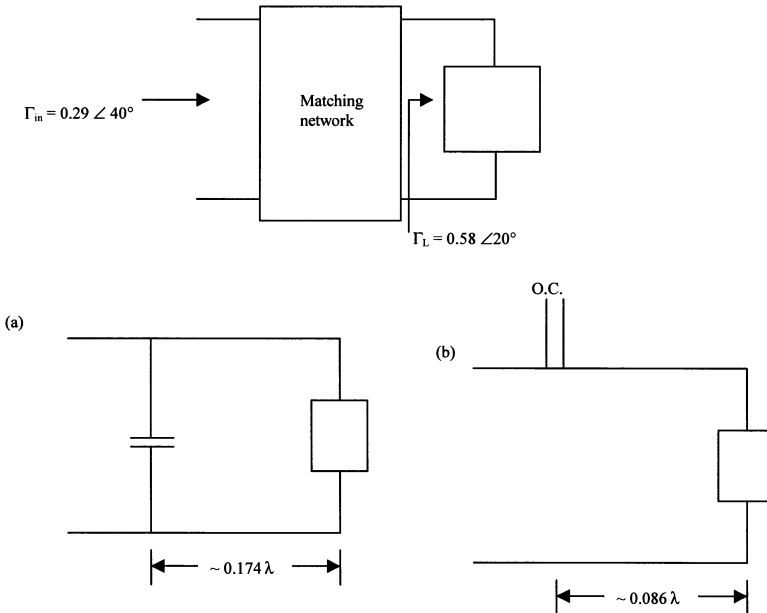 Matching
network
Γin = 0.29 ∠ 40°
ΓL = 0.58 ∠20°
(a)
~ 0.174 λ
O.C.
(b)
~ 0.086 λ